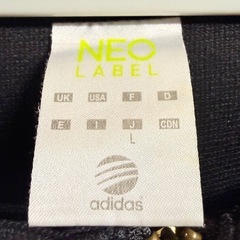 NEO
LABEL
UK USA F D
E I J CDN
L
adidas